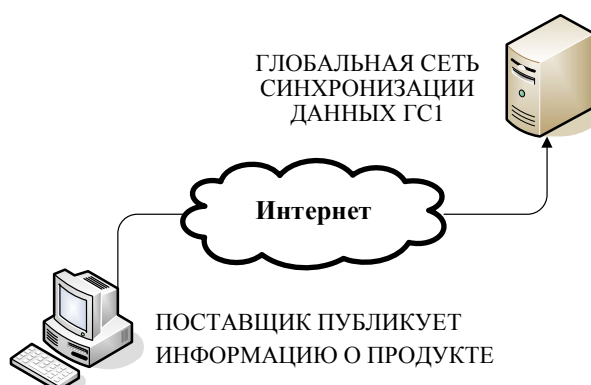 ГЛОБАЛЬНАЯ СЕТЬ
СИНХРОНИЗАЦИИ
ДАННЫХ ГС1
Интернет
ПОСТАВЩИК ПУБЛИКУЕТ
ИНФОРМАЦИЮ О ПРОДУКТЕ